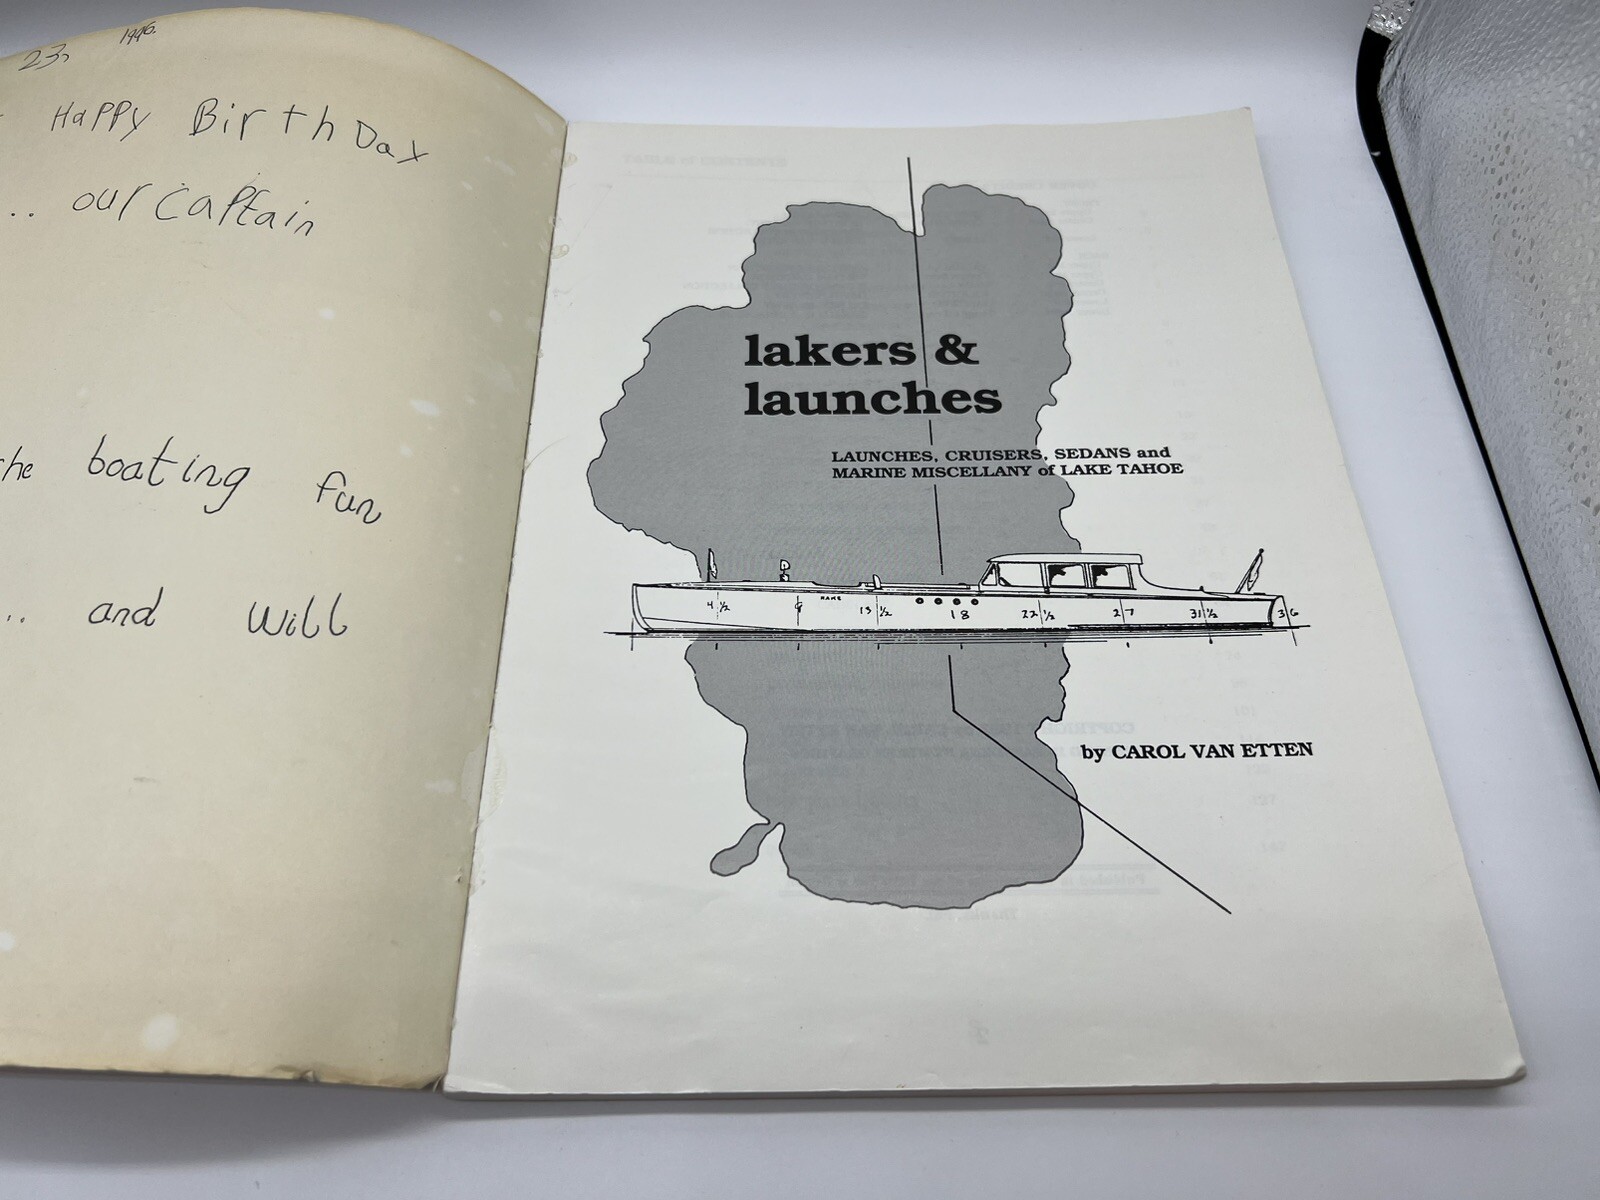 23,
1996.
Happy BirthDay
.. our captain
the boating fun
.. and Will
lakers &
launches
LAUNCHES, CRUISERS, SEDANS and
MARINE MISCELLANY of LAKE TAHOE
NAME
4 ½ 9 13 ½ 18 22 ½ 27 31 ½ 36
by CAROL VAN ETTEN